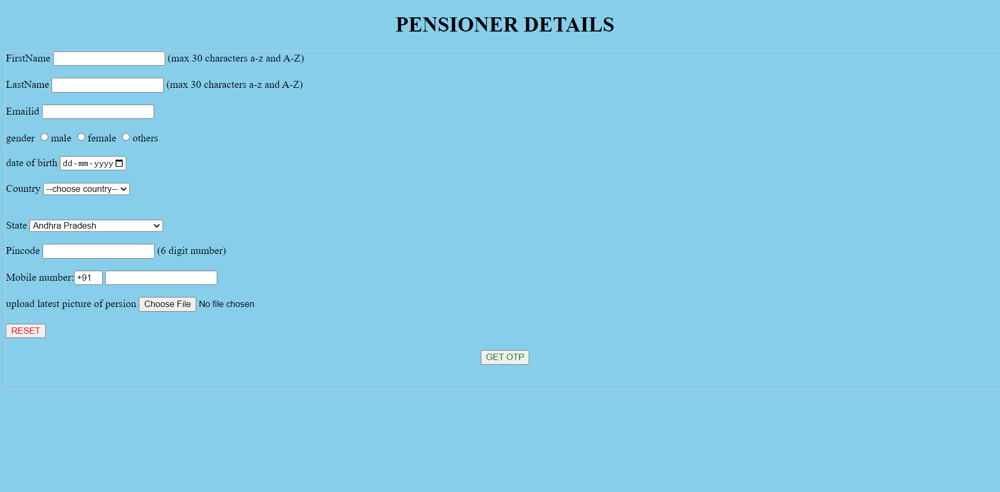 PENSIONER DETAILS
FirstName (max 30 characters a-z and A-Z)
LastName (max 30 characters a-z and A-Z)
Emailid
gender male female others
date of birth dd-mm-yyyy
Country --choose country--
State Andhra Pradesh
Pincode (6 digit number)
Mobile number: +91
upload latest picture of persion Choose File No file chosen
RESET
GET OTP